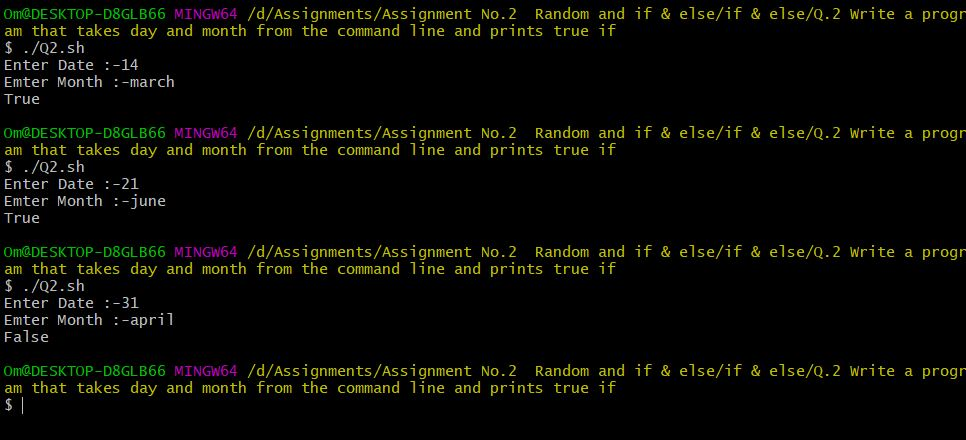 Om@DESKTOP-D8GLB66 MINGW64 /d/Assignments/Assignment No.2  Random and if & else/if & else/Q.2 Write a progr
am that takes day and month from the command line and prints true if
$ ./Q2.sh
Enter Date :-14
Emter Month :-march
True
Om@DESKTOP-D8GLB66 MINGW64 /d/Assignments/Assignment No.2  Random and if & else/if & else/Q.2 Write a progr
am that takes day and month from the command line and prints true if
$ ./Q2.sh
Enter Date :-21
Emter Month :-june
True
Om@DESKTOP-D8GLB66 MINGW64 /d/Assignments/Assignment No.2  Random and if & else/if & else/Q.2 Write a progr
am that takes day and month from the command line and prints true if
$ ./Q2.sh
Enter Date :-31
Emter Month :-april
False
Om@DESKTOP-D8GLB66 MINGW64 /d/Assignments/Assignment No.2  Random and if & else/if & else/Q.2 Write a progr
am that takes day and month from the command line and prints true if
$